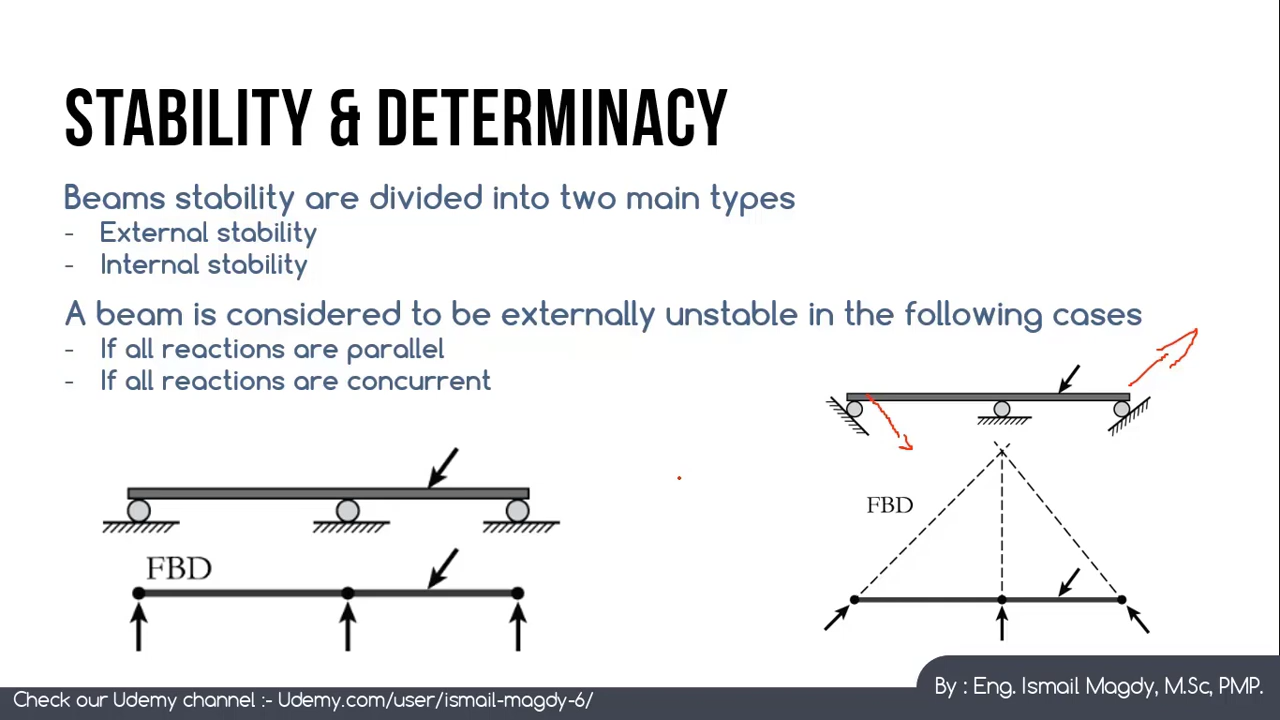 STABILITY & DETERMINACY
Beams stability are divided into two main types
- External stability
- Internal stability
A beam is considered to be externally unstable in the following cases
- If all reactions are parallel
- If all reactions are concurrent
FBD
FBD
Check our Udemy channel :- Udemy.com/user/ismail-magdy-6/
By : Eng. Ismail Magdy, M.Sc, PMP.